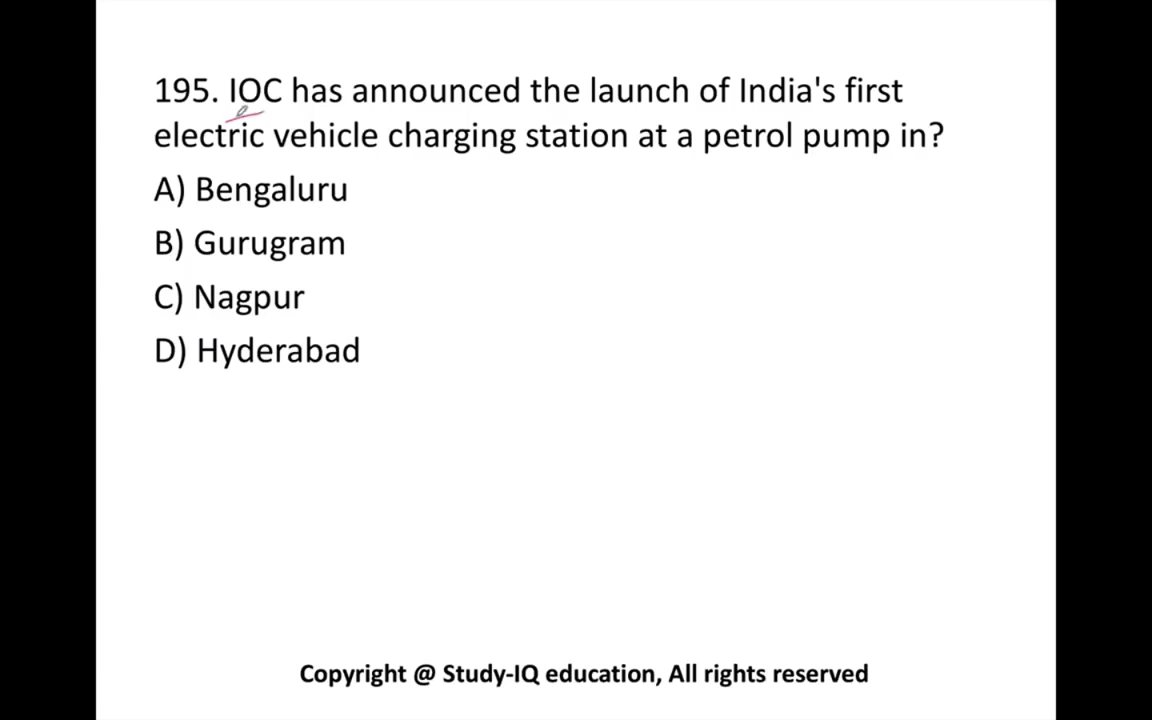 195. IOC has announced the launch of India's first
electric vehicle charging station at a petrol pump in?
A) Bengaluru
B) Gurugram
C) Nagpur
D) Hyderabad
Copyright @ Study-IQ education, All rights reserved